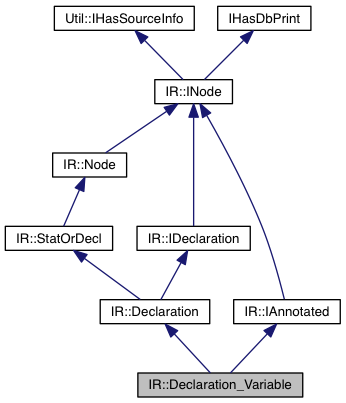 Util::IHasSourceInfo
IHasDbPrint
IR::INode
IR::Node
IR::StatOrDecl
IR::IDeclaration
IR::Declaration
IR::IAnnotated
IR::Declaration_Variable